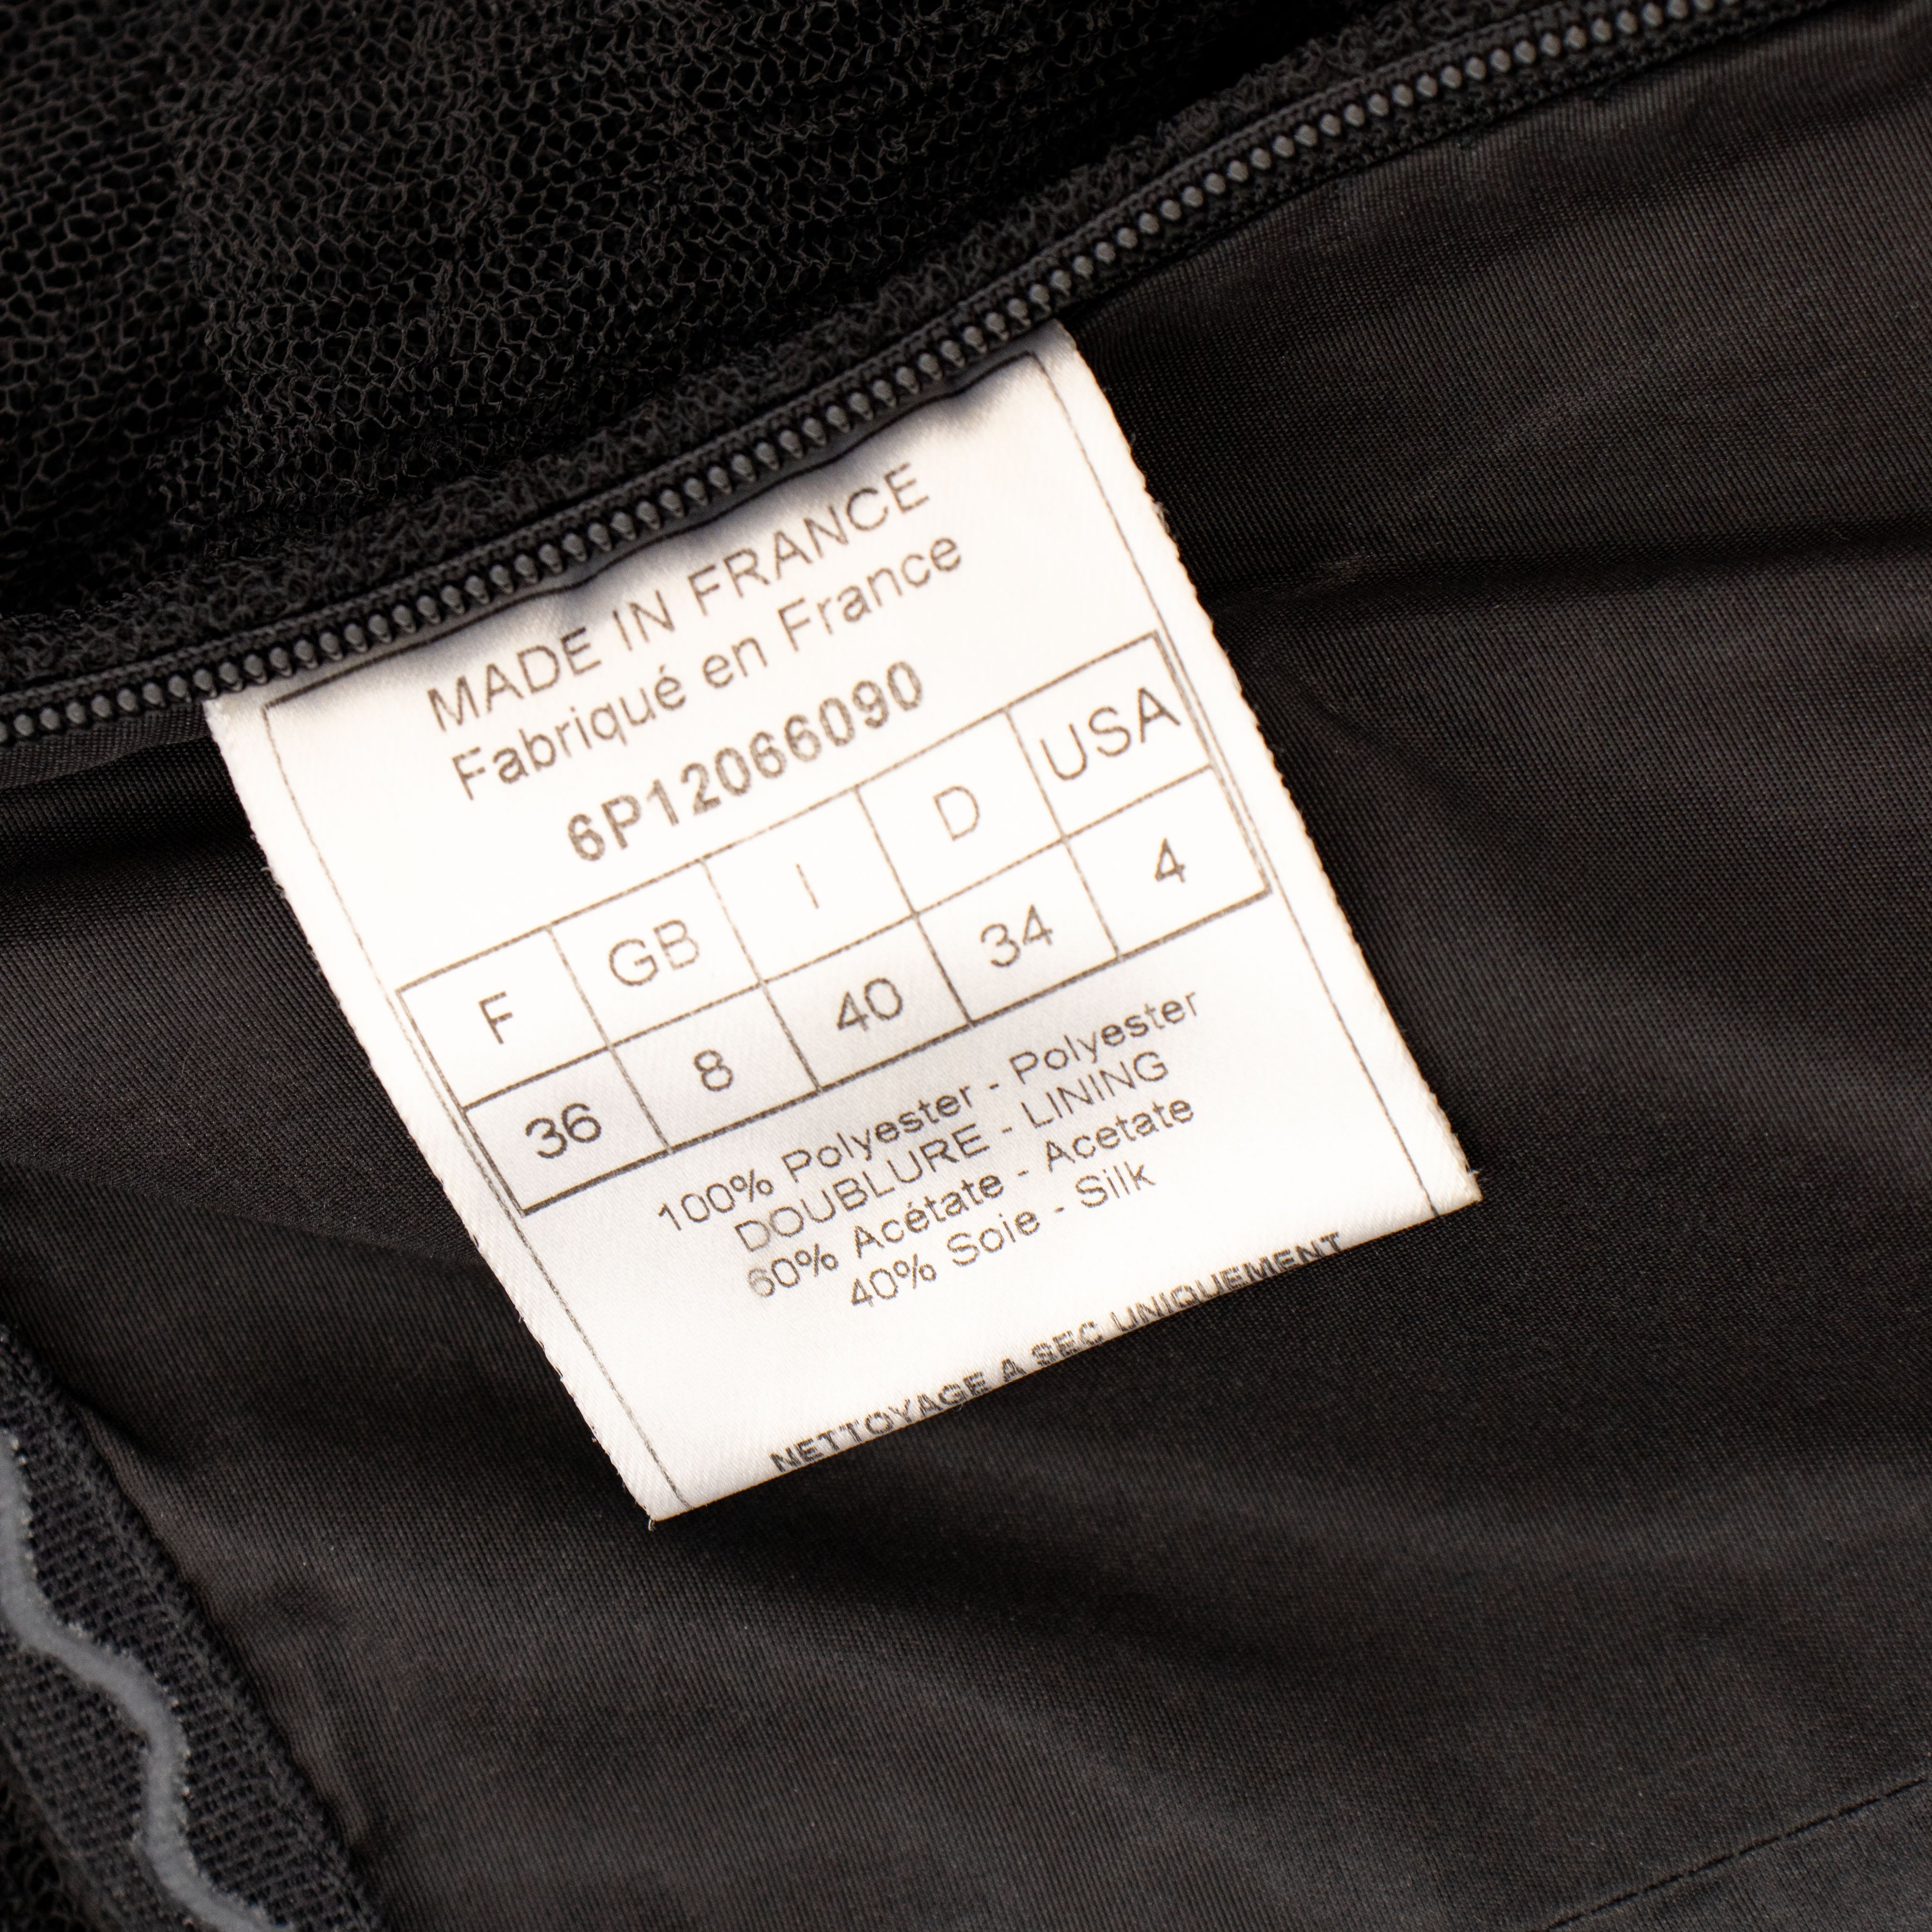 MADE IN FRANCE
Fabriqué en France
6P12066090
F GB I D USA
36 8 40 34 4
100% Polyester - Polyester
DOUBLURE - LINING
60% Acétate - Acetate
40% Soie - Silk
NETTOYAGE A SEC UNIQUEMENT